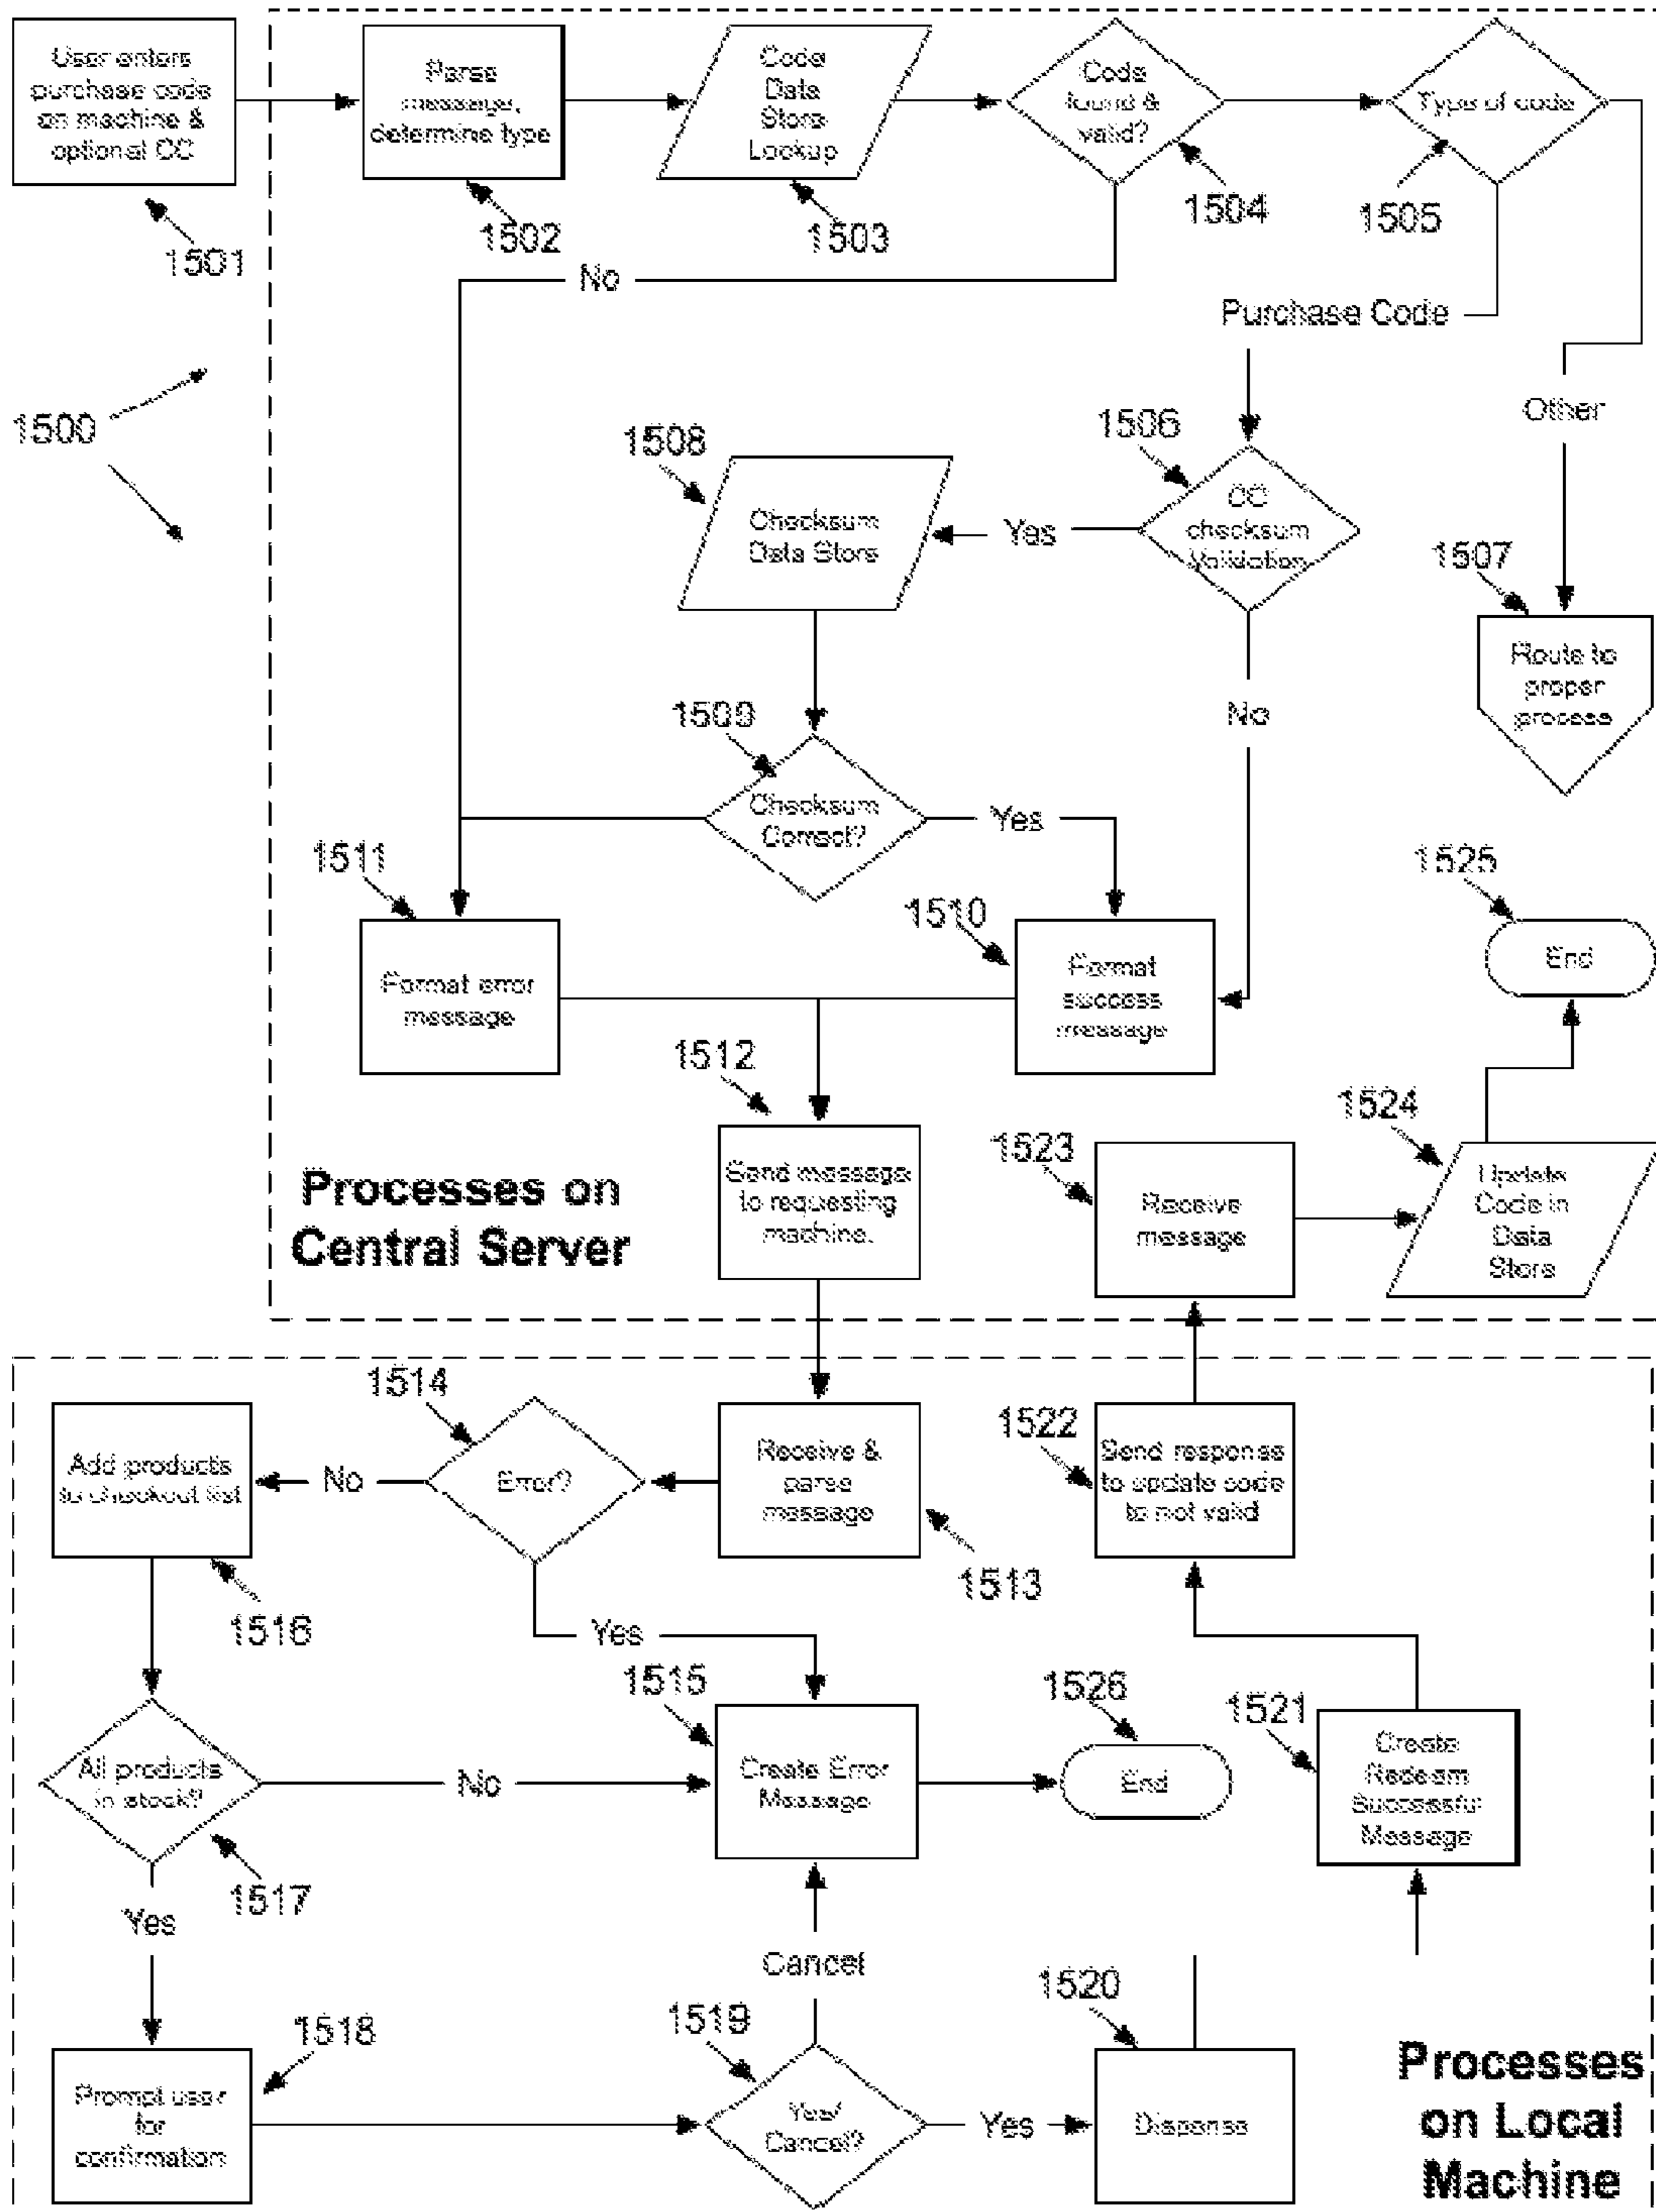 User enters
purchase code
on machine &
optional CC
1501
Parse
message,
determine type
1502
Code
Data
Store
Lookup
1503
Code
found &
valid?
1504
Type of code
1505
No
Purchase Code
Other
1500
1508
Checksum
Data Store
Yes
1506
CC
checksum
Validation
1507
Route to
proper
process
No
1509
Checksum
Correct?
Yes
1511
Format error
message
1510
Format
success
message
1525
End
1512
Send message
to requesting
machine.
1523
Receive
message
1524
Update
Code in
Data
Store
Processes on
Central Server
1514
Error?
No
Add products
to checkout list
1516
Receive &
parse
message
1513
1522
Send response
to update code
to not valid
Yes
1515
Create Error
Message
1526
End
1521
Create
Redeem
Successful
Message
All products
in stock?
1517
No
Yes
Cancel
1518
Prompt user
for
confirmation
1519
Yes/
Cancel?
Yes
1520
Dispense
Processes
on Local
Machine